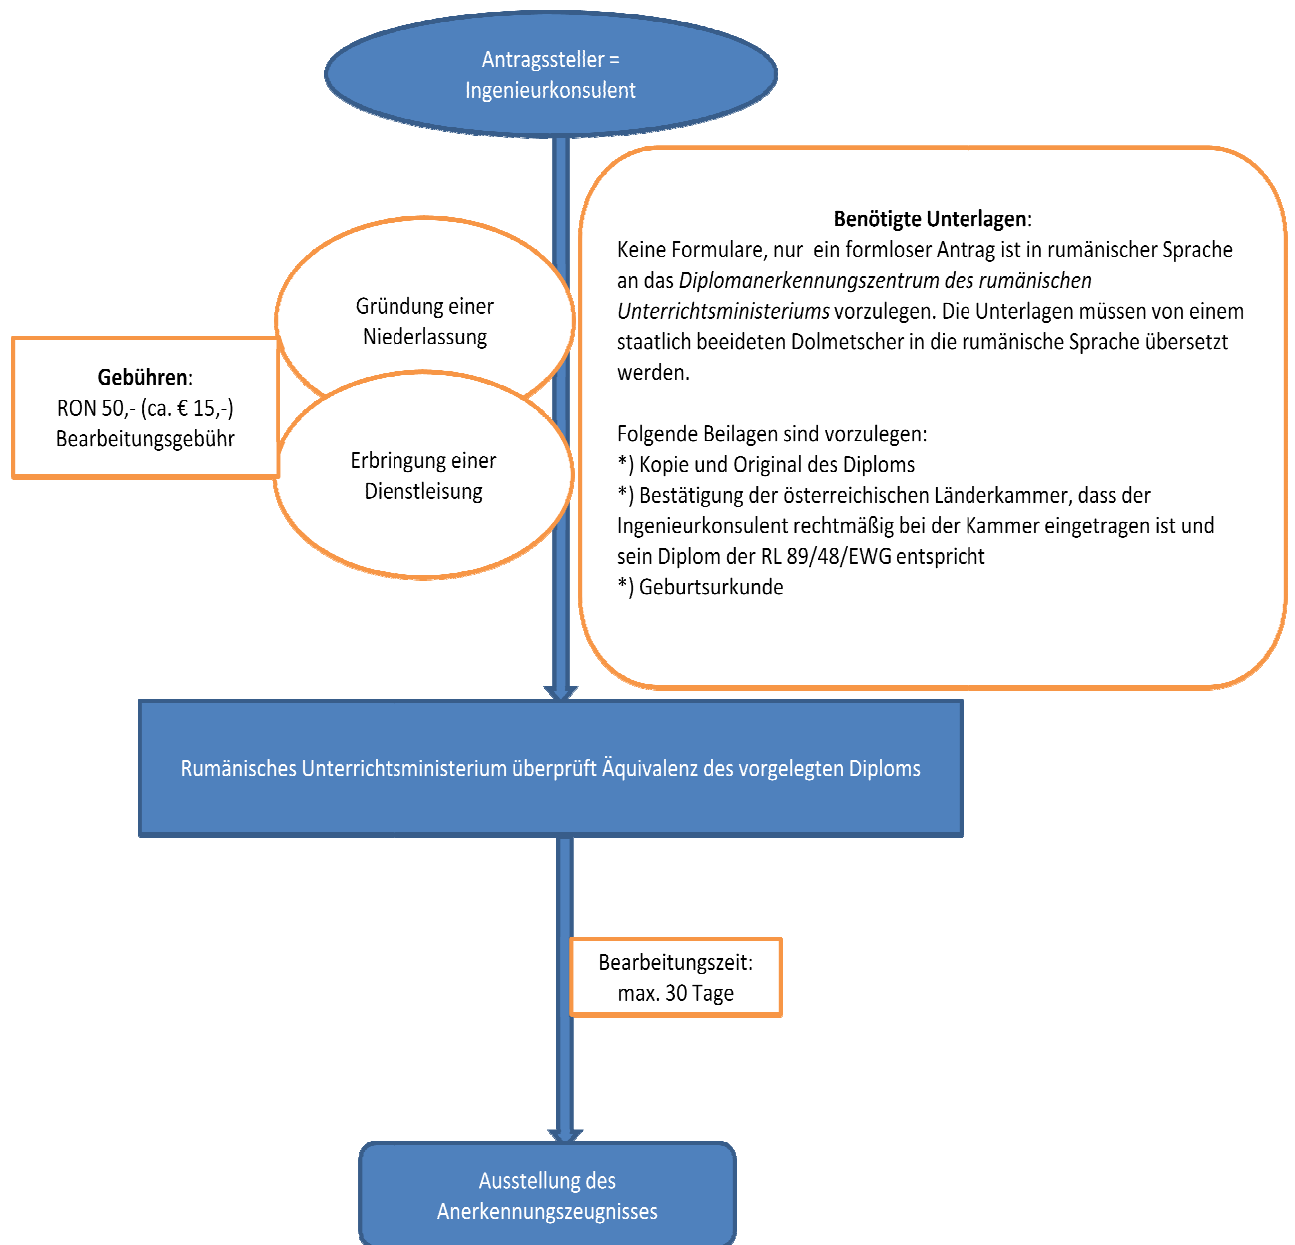 Antragssteller =
Ingenieurkonsulent
Benötigte Unterlagen:
Keine Formulare, nur ein formloser Antrag ist in rumänischer Sprache
an das Diplomanerkennungszentrum des rumänischen
Unterrichtsministeriums vorzulegen. Die Unterlagen müssen von einem
staatlich beeideten Dolmetscher in die rumänische Sprache übersetzt
werden.
Folgende Beilagen sind vorzulegen:
*) Kopie und Original des Diploms
*) Bestätigung der österreichischen Länderkammer, dass der
Ingenieurkonsulent rechtmäßig bei der Kammer eingetragen ist und
sein Diplom der RL 89/48/EWG entspricht
*) Geburtsurkunde
Gründung einer
Niederlassung
Gebühren:
RON 50,- (ca. € 15,-)
Bearbeitungsgebühr
Erbringung einer
Dienstleisung
Rumänisches Unterrichtsministerium überprüft Äquivalenz des vorgelegten Diploms
Bearbeitungszeit:
max. 30 Tage
Ausstellung des
Anerkennungszeugnisses